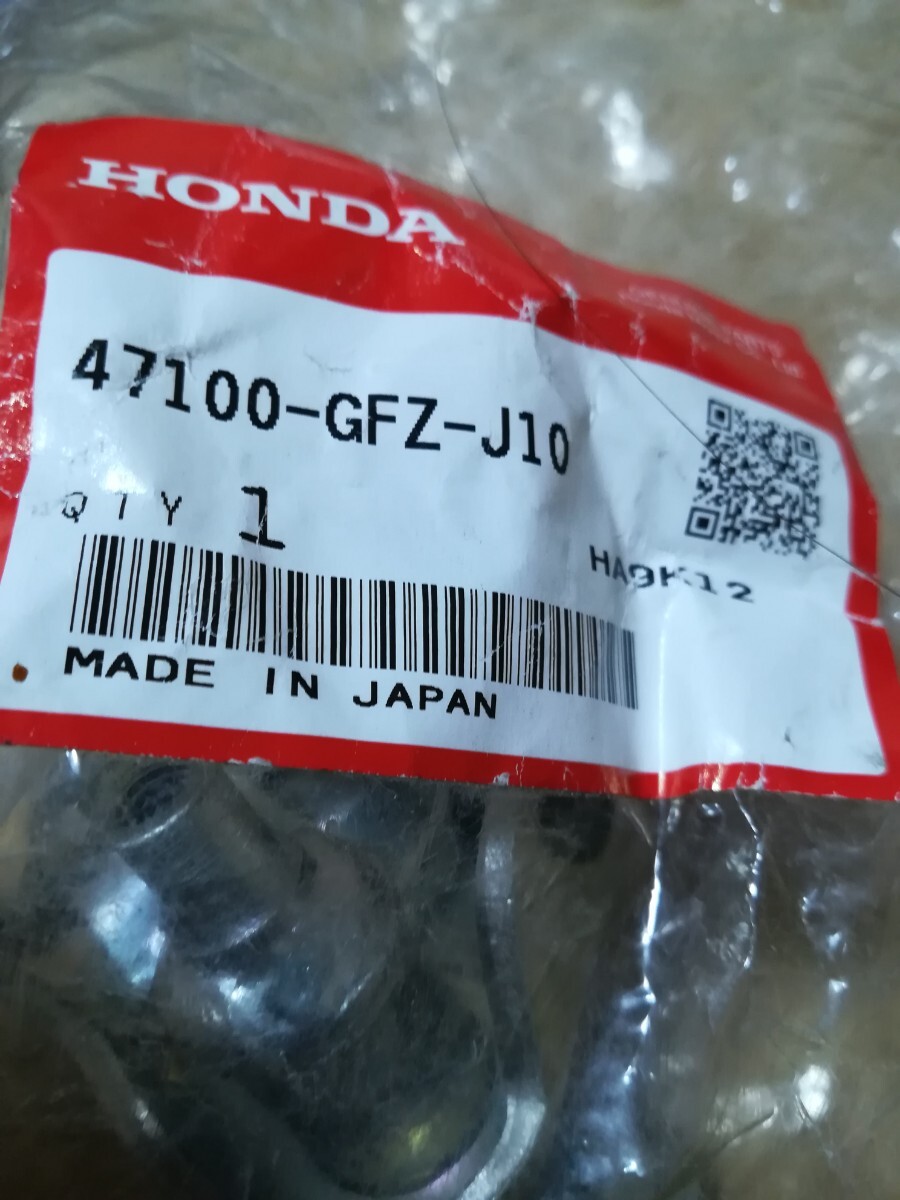 HONDA
47100-GFZ-J10
QTY 1
HA9K12
MADE IN JAPAN